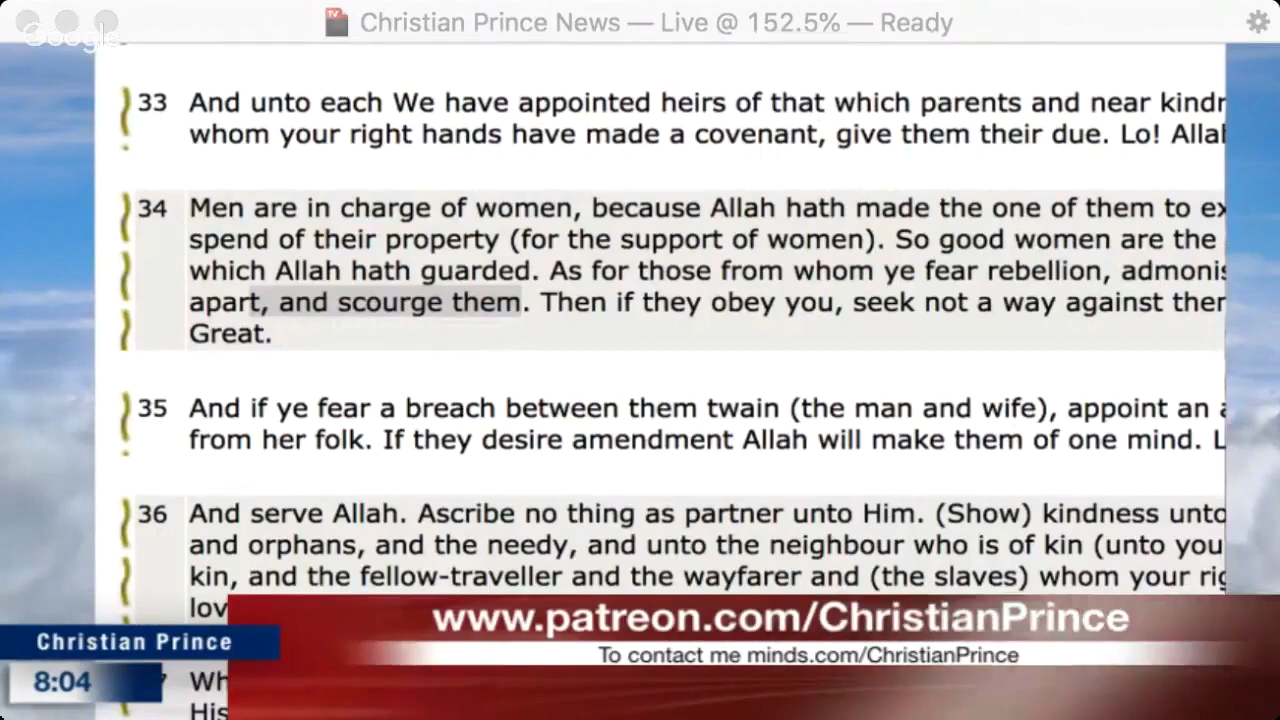 Christian Prince News — Live @ 152.5% — Ready
Google
33 And unto each We have appointed heirs of that which parents and near kindr
whom your right hands have made a covenant, give them their due. Lo! Allah
34 Men are in charge of women, because Allah hath made the one of them to ex
spend of their property (for the support of women). So good women are the
which Allah hath guarded. As for those from whom ye fear rebellion, admonis
apart, and scourge them. Then if they obey you, seek not a way against them
Great.
35 And if ye fear a breach between them twain (the man and wife), appoint an a
from her folk. If they desire amendment Allah will make them of one mind. L
36 And serve Allah. Ascribe no thing as partner unto Him. (Show) kindness unto
and orphans, and the needy, and unto the neighbour who is of kin (unto you
kin, and the fellow-traveller and the wayfarer and (the slaves) whom your rig
lov
www.patreon.com/ChristianPrince
Christian Prince
To contact me minds.com/ChristianPrince
8:04
Wh
His